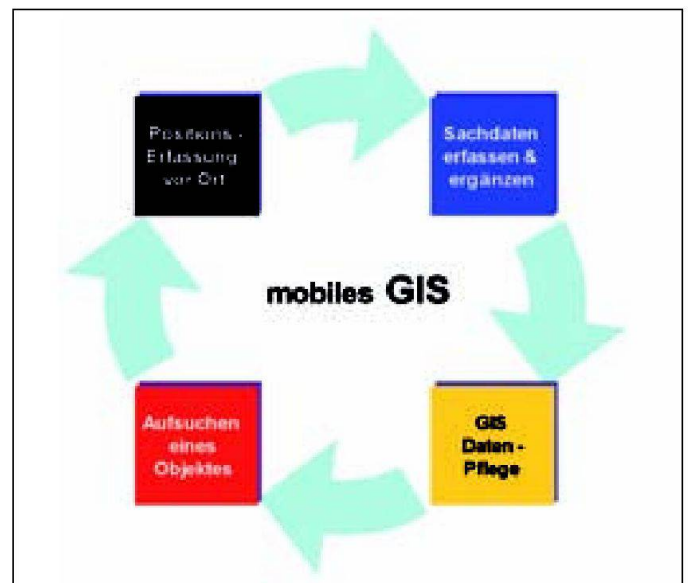 Positions -
Erfassung
vor Ort
Sachdaten
erfassen &
ergänzen
mobiles GIS
Aufsuchen
eines
Objektes
GIS
Daten -
Pflege